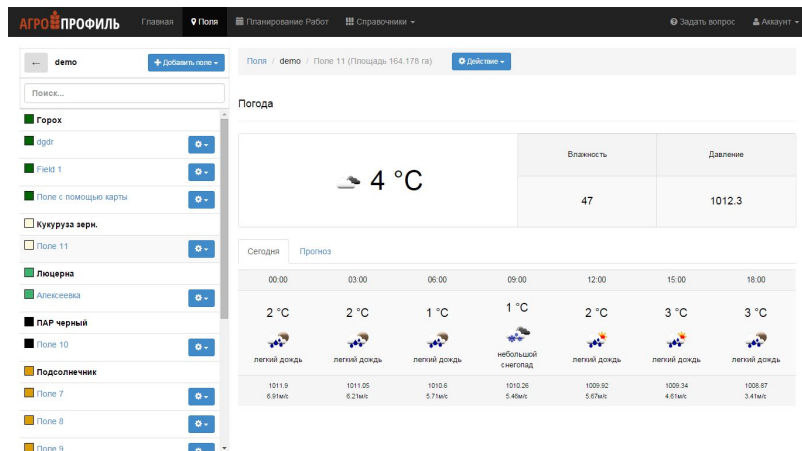 АГРО ПРОФИЛЬ Главная Поля Планирование Работ Справочники Задать вопрос Аккаунт
← demo Добавить поле
Поля / demo / Поле 11 (Площадь 164.178 га) Действие
Поиск...
Погода
Горох
dgdr
Field 1
Поле с помощью карты
Кукуруза зерн.
Поле 11
Люцерна
Алексеевка
ПАР черный
Поле 10
Подсолнечник
Поле 7
Поле 8
Поле 9
4 °C
Влажность Давление
47 1012.3
Сегодня Прогноз
00:00 03:00 06:00 09:00 12:00 15:00 18:00
2 °C 2 °C 1 °C 1 °C 2 °C 3 °C 3 °C
легкий дождь легкий дождь легкий дождь небольшой снегопад легкий дождь легкий дождь легкий дождь
1011.9 1011.05 1010.6 1010.26 1009.92 1009.34 1008.87
6.91м/с 6.21м/с 5.71м/с 5.46м/с 5.67м/с 4.61м/с 3.41м/с